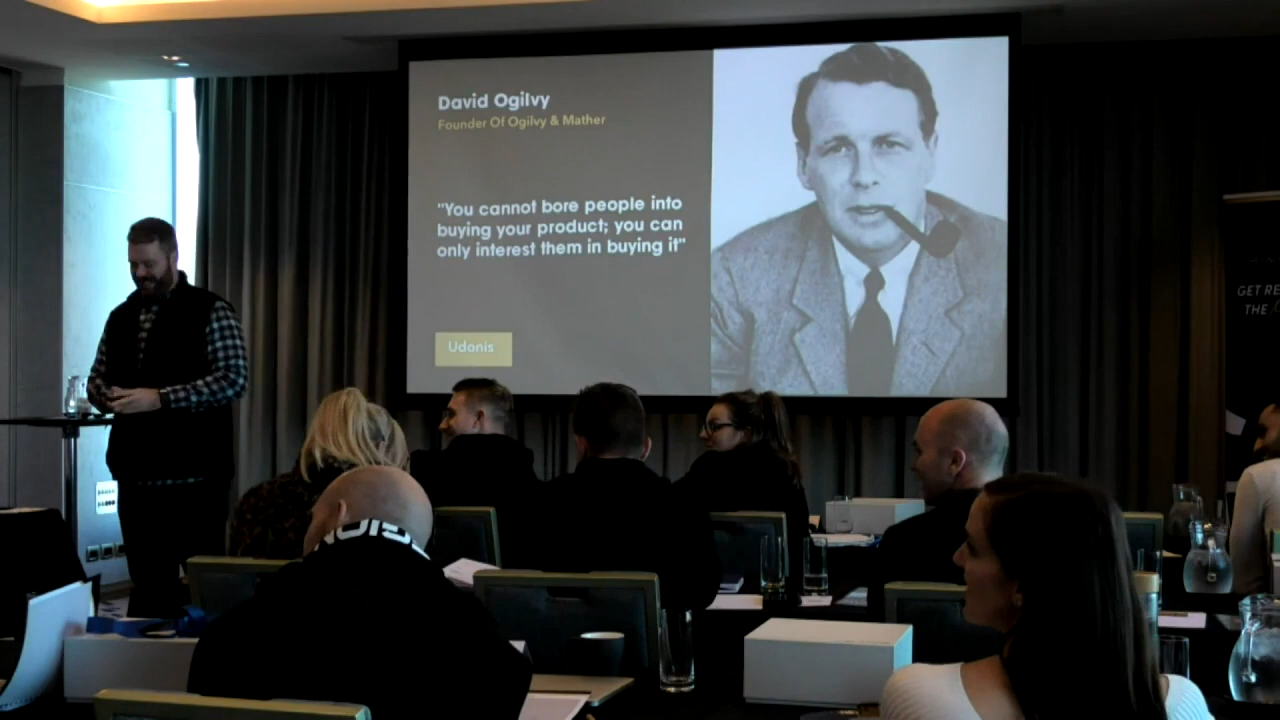 David Ogilvy
Founder Of Ogilvy & Mather
"You cannot bore people into
buying your product; you can
only interest them in buying it"
Udonis
GET RE
THE